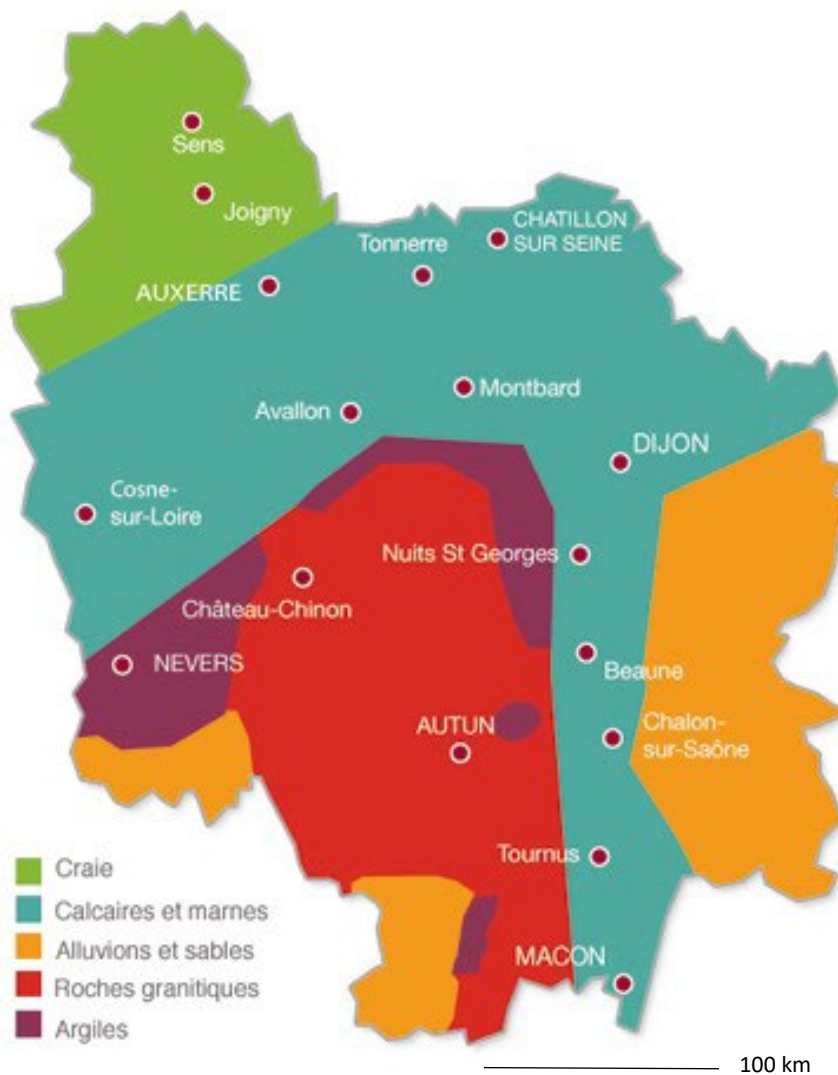 Sens
Joigny
CHATILLON
SUR SEINE
Tonnerre
AUXERRE
Montbard
Avallon
DIJON
Cosne-
sur-Loire
Nuits St Georges
Château-Chinon
NEVERS
Beaune
AUTUN
Chalon-
sur-Saône
Tournus
MACON
Craie
Calcaires et marnes
Alluvions et sables
Roches granitiques
Argiles
100 km